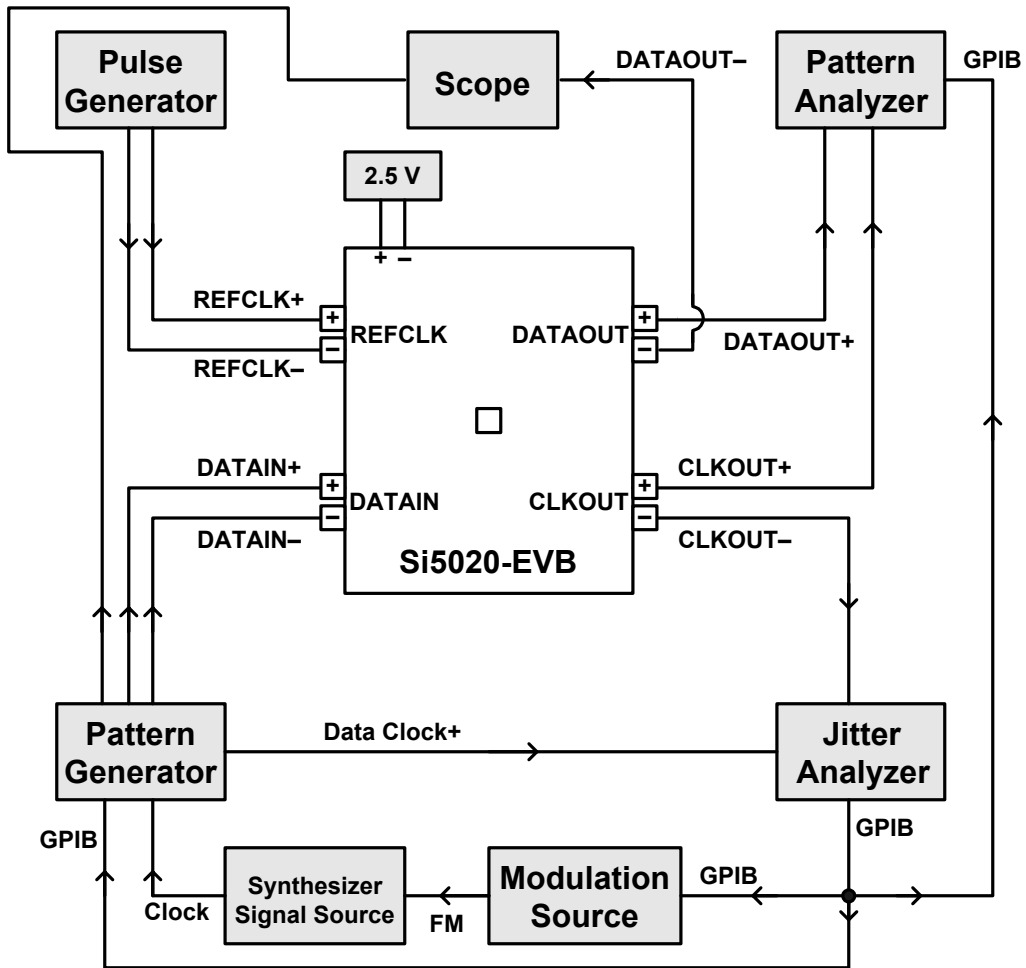 Pulse
Generator
Scope
DATAOUT–
Pattern
Analyzer
GPIB
2.5 V
+ –
REFCLK+
+
REFCLK
–
REFCLK–
DATAOUT
+
–
DATAOUT+
DATAIN+
+
DATAIN
–
DATAIN–
CLKOUT+
+
CLKOUT
–
CLKOUT–
Si5020-EVB
Pattern
Generator
Data Clock+
Jitter
Analyzer
GPIB
GPIB
Clock
Synthesizer
Signal Source
FM
Modulation
Source
GPIB